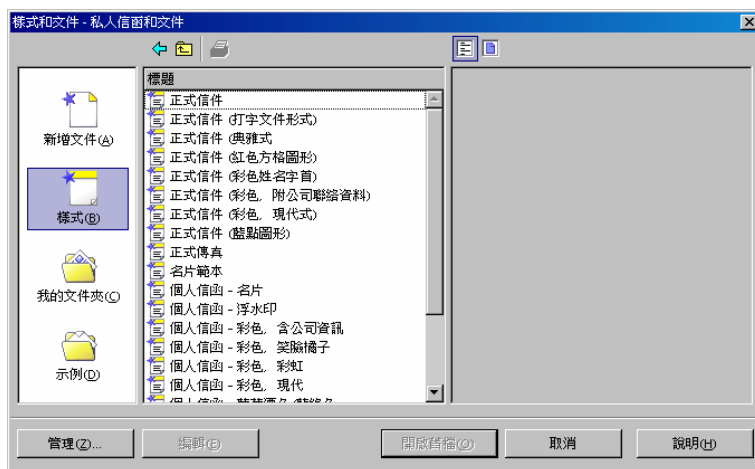 樣式和文件 - 私人信函和文件
標題
新增文件(A)
樣式(B)
我的文件夾(C)
示例(D)
正式信件
正式信件 (打字文件形式)
正式信件 (典雅式
正式信件 (紅色方格圖形)
正式信件 (彩色姓名字首)
正式信件 (彩色, 附公司聯絡資料)
正式信件 (彩色, 現代式)
正式信件 (藍點圖形)
正式傳真
名片範本
個人信函 - 名片
個人信函 - 浮水印
個人信函 - 彩色, 含公司資訊
個人信函 - 彩色, 笑臉橘子
個人信函 - 彩色, 彩虹
個人信函 - 彩色, 現代
管理(Z)...
編輯(E)
開啟舊檔(O)
取消
說明(H)